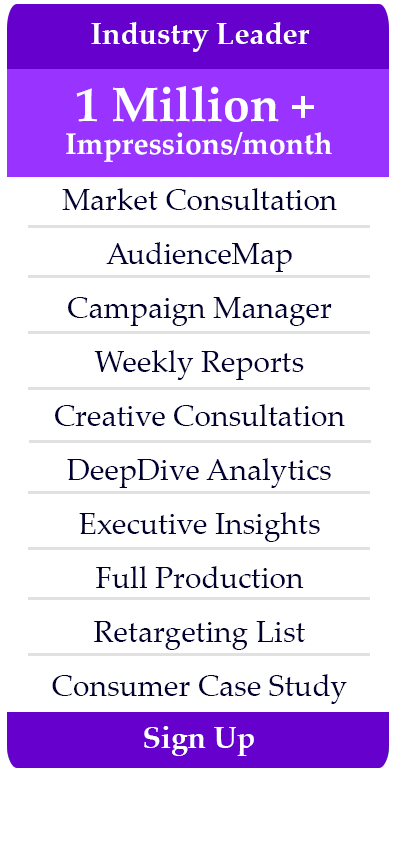 Industry Leader
1 Million +
Impressions/month
Market Consultation
AudienceMap
Campaign Manager
Weekly Reports
Creative Consultation
DeepDive Analytics
Executive Insights
Full Production
Retargeting List
Consumer Case Study
Sign Up